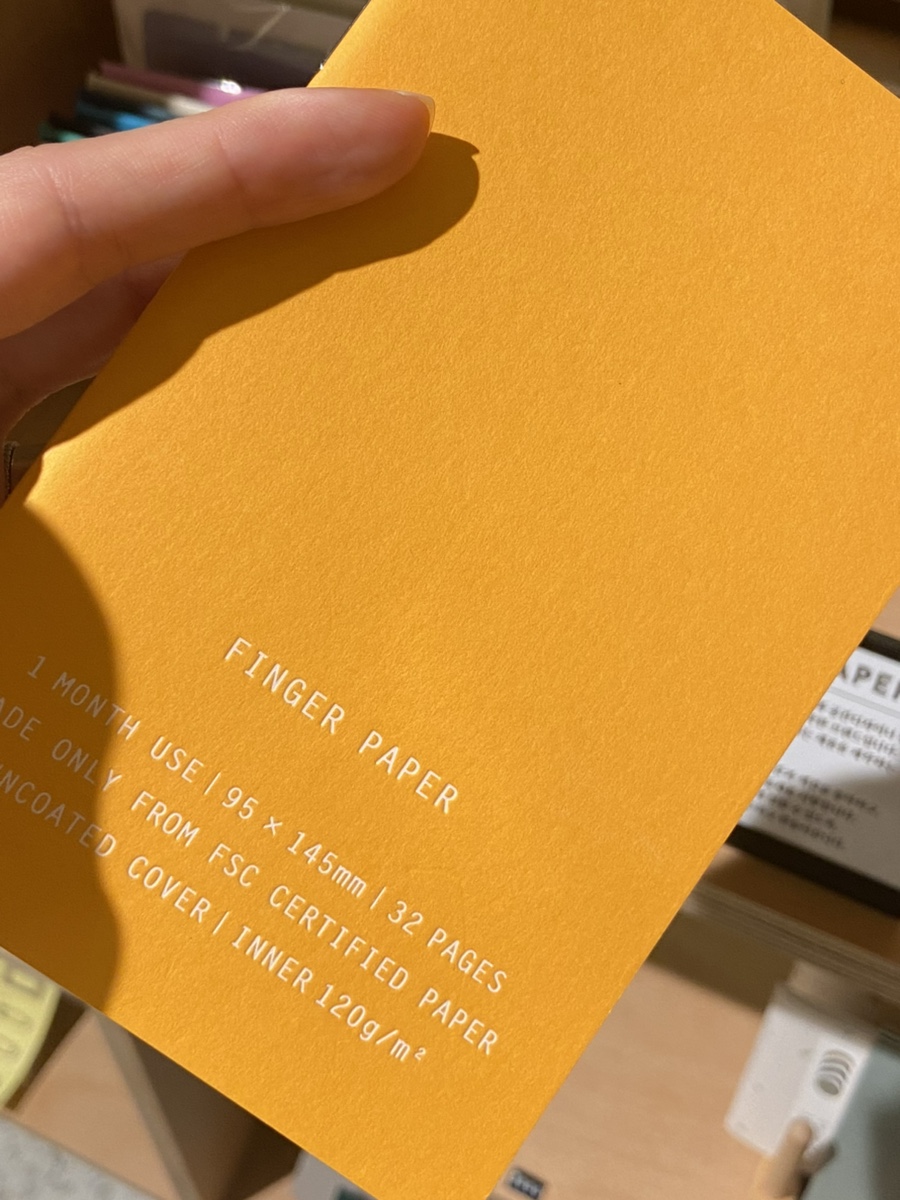 FINGER PAPER
1 MONTH USE | 95 × 145mm | 32 PAGES
ADE ONLY FROM FSC CERTIFIED PAPER
NCOATED COVER | INNER 120g/m²
APER